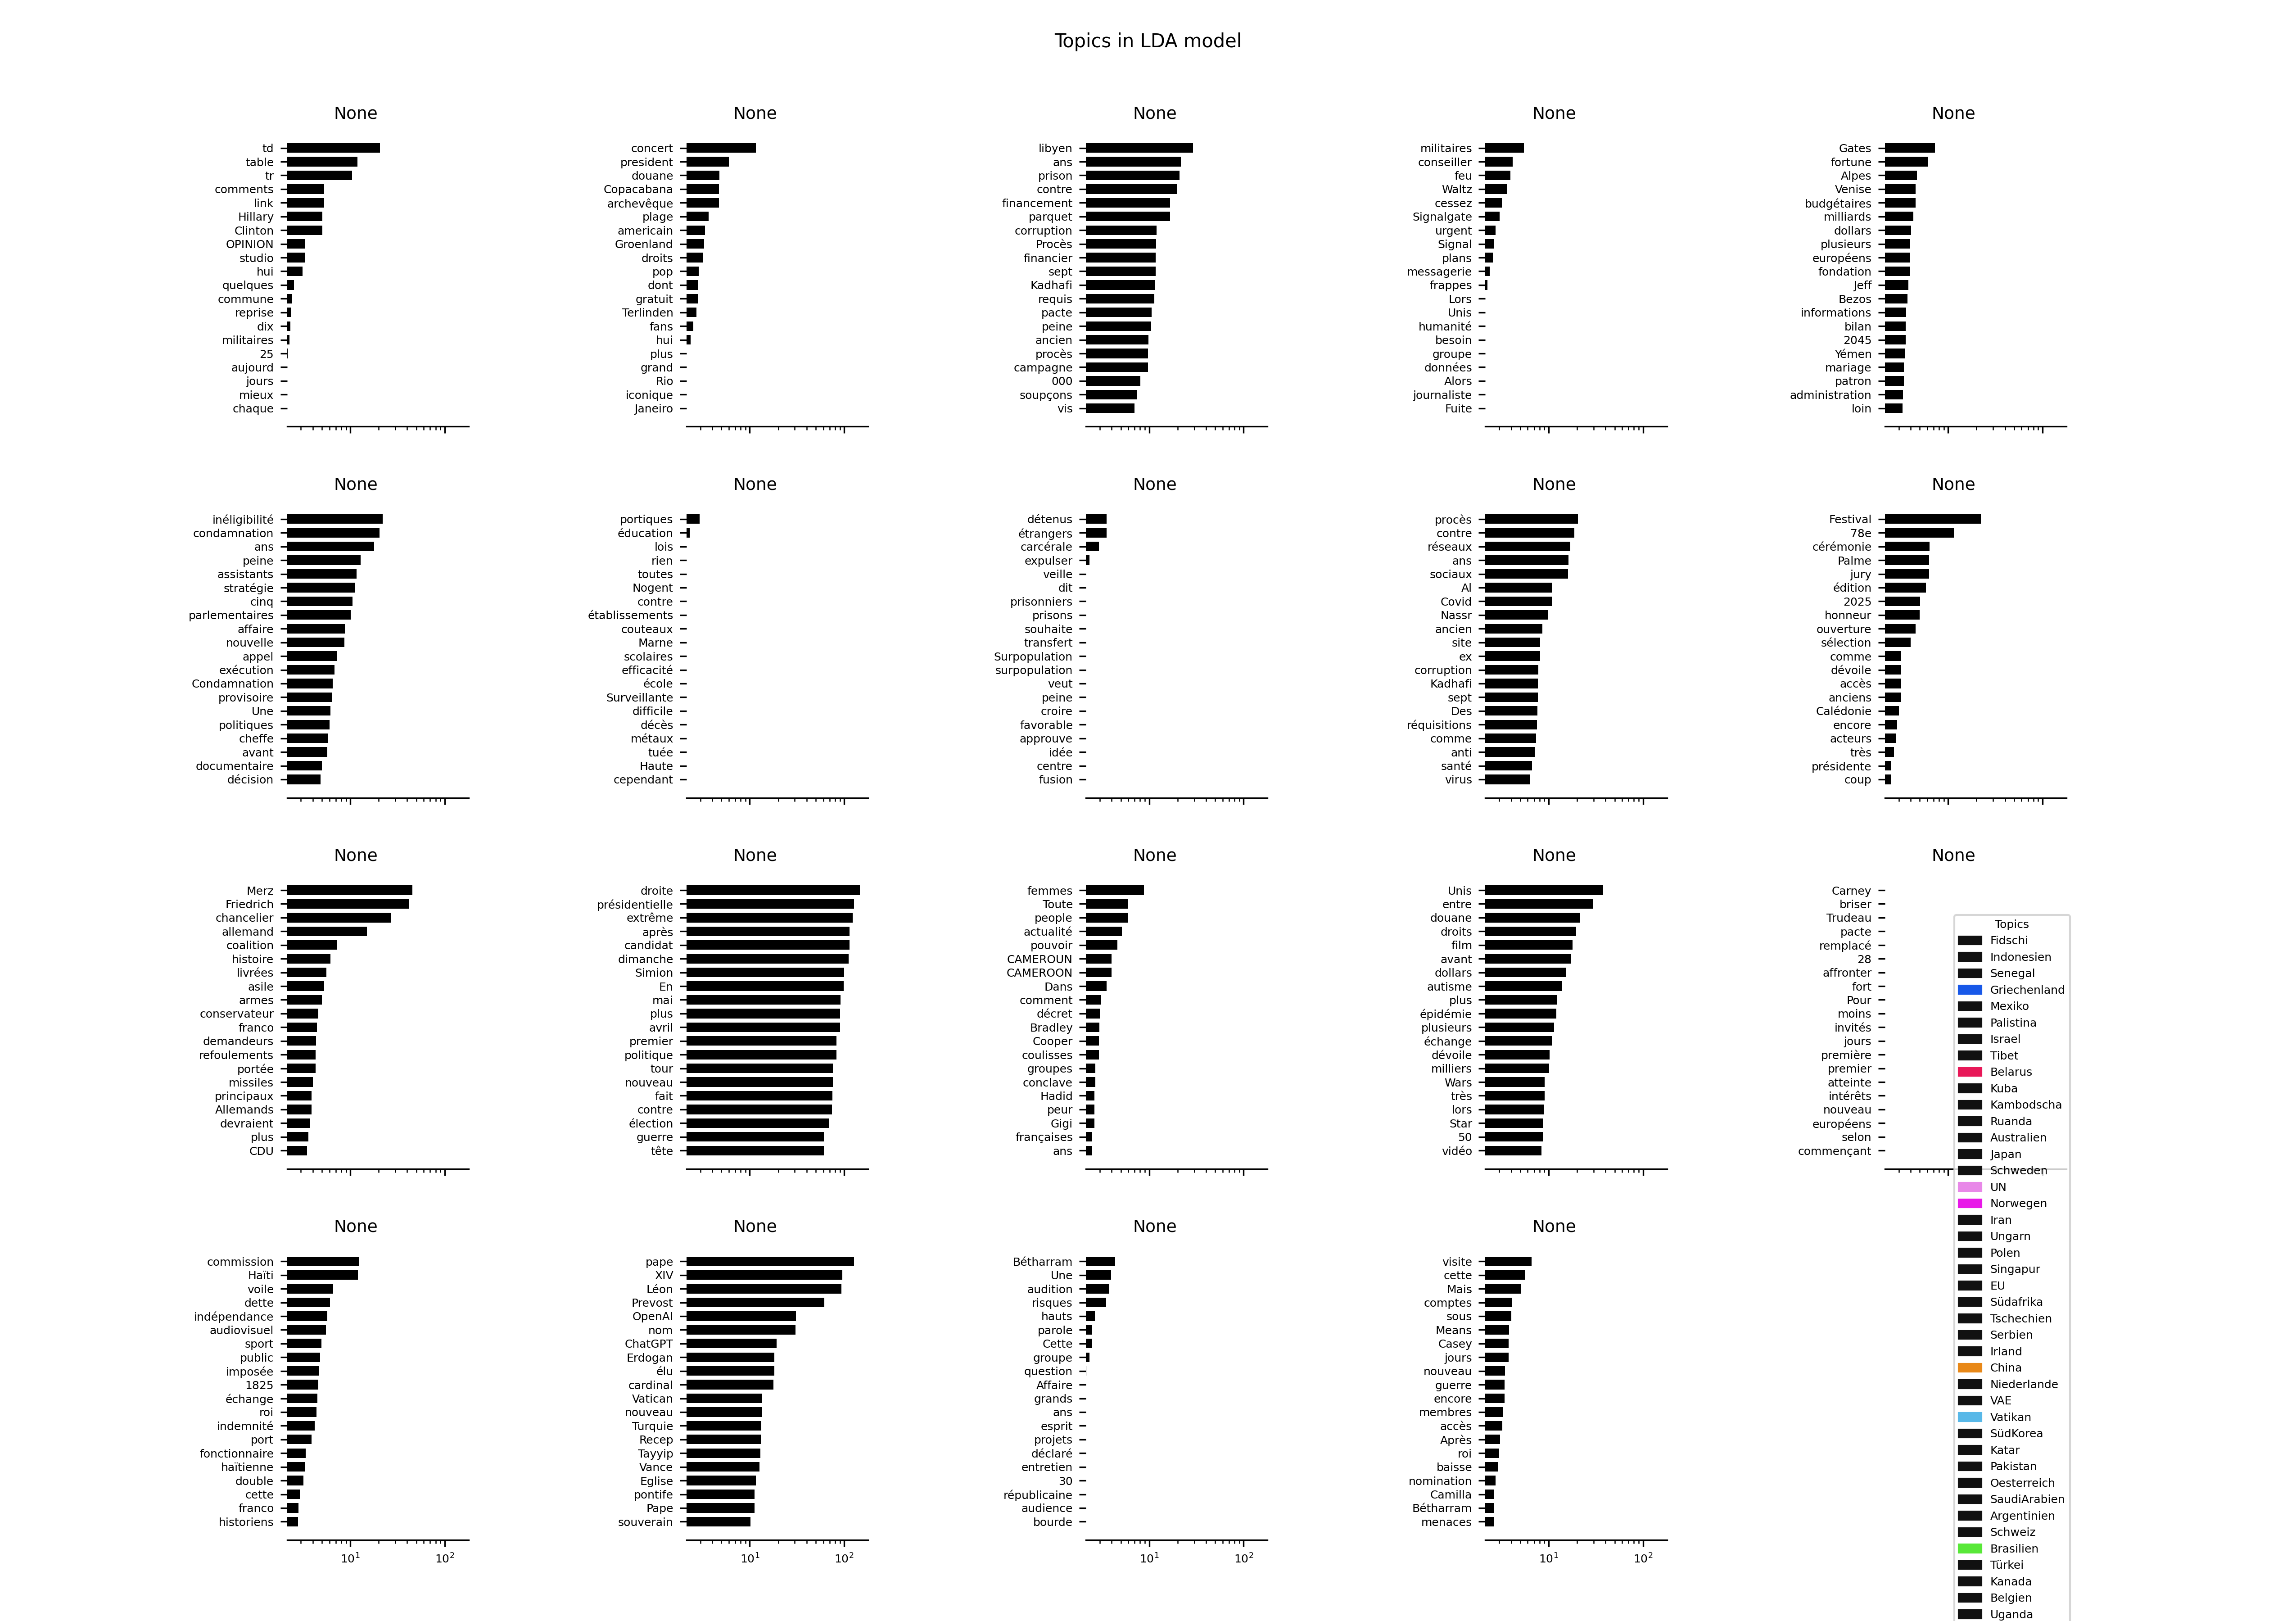 Topics in LDA model
None
td
table
tr
comments
link
Hillary
Clinton
OPINION
studio
hui
quelques
commune
reprise
dix
militaires
25
aujourd
jours
mieux
chaque
None
concert
president
douane
Copacabana
archevêque
plage
americain
Groenland
droits
pop
dont
gratuit
Terlinden
fans
hui
plus
grand
Rio
iconique
Janeiro
None
libyen
ans
prison
contre
financement
parquet
corruption
Procès
financier
sept
Kadhafi
requis
pacte
peine
ancien
procès
campagne
000
soupçons
vis
None
militaires
conseiller
feu
Waltz
cessez
Signalgate
urgent
Signal
plans
messagerie
frappes
Lors
Unis
humanité
besoin
groupe
données
Alors
journaliste
Fuite
None
Gates
fortune
Alpes
Venise
budgétaires
milliards
dollars
plusieurs
européens
fondation
Jeff
Bezos
informations
bilan
2045
Yémen
mariage
patron
administration
loin
None
inéligibilité
condamnation
ans
peine
assistants
stratégie
cinq
parlementaires
affaire
nouvelle
appel
exécution
Condamnation
provisoire
Une
politiques
cheffe
avant
documentaire
décision
None
portiques
éducation
lois
rien
toutes
Nogent
contre
établissements
couteaux
Marne
scolaires
efficacité
école
Surveillante
difficile
décès
métaux
tuée
Haute
cependant
None
détenus
étrangers
carcérale
expulser
veille
dit
prisonniers
prisons
souhaite
transfert
Surpopulation
surpopulation
veut
peine
croire
favorable
approuve
idée
centre
fusion
None
procès
contre
réseaux
ans
sociaux
Al
Covid
Nassr
ancien
site
ex
corruption
Kadhafi
sept
Des
réquisitions
comme
anti
santé
virus
None
Festival
78e
cérémonie
Palme
jury
édition
2025
honneur
ouverture
sélection
comme
dévoile
accès
anciens
Calédonie
encore
acteurs
très
présidente
coup
None
Merz
Friedrich
chancelier
allemand
coalition
histoire
livrées
asile
armes
conservateur
franco
demandeurs
refoulements
portée
missiles
principaux
Allemands
devraient
plus
CDU
None
droite
présidentielle
extrême
après
candidat
dimanche
Simion
En
mai
plus
avril
premier
politique
tour
nouveau
fait
contre
élection
guerre
tête
None
femmes
Toute
people
actualité
pouvoir
CAMEROUN
CAMEROON
Dans
comment
décret
Bradley
Cooper
coulisses
groupes
conclave
Hadid
peur
Gigi
françaises
ans
None
Unis
entre
douane
droits
film
avant
dollars
autisme
plus
épidémie
plusieurs
échange
dévoile
milliers
Wars
très
lors
Star
50
vidéo
None
Carney
briser
Trudeau
pacte
remplacé
28
affronter
fort
Pour
moins
invités
jours
première
premier
atteinte
intérêts
nouveau
européens
selon
commençant
None
commission
Haïti
voile
dette
indépendance
audiovisuel
sport
public
imposée
1825
échange
roi
indemnité
port
fonctionnaire
haïtienne
double
cette
franco
historiens
10¹ 10²
None
pape
XIV
Léon
Prevost
OpenAI
nom
ChatGPT
Erdogan
élu
cardinal
Vatican
nouveau
Turquie
Recep
Tayyip
Vance
Eglise
pontife
Pape
souverain
10¹ 10²
None
Bétharram
Une
audition
risques
hauts
parole
Cette
groupe
question
Affaire
grands
ans
esprit
projets
déclaré
entretien
30
républicaine
audience
bourde
10¹ 10²
None
visite
cette
Mais
comptes
sous
Means
Casey
jours
nouveau
guerre
encore
membres
accès
Après
roi
baisse
nomination
Camilla
Bétharram
menaces
10¹ 10²
Topics
Fidschi
Indonesien
Senegal
Griechenland
Mexiko
Palistina
Israel
Tibet
Belarus
Kuba
Kambodscha
Ruanda
Australien
Japan
Schweden
UN
Norwegen
Iran
Ungarn
Polen
Singapur
EU
Südafrika
Tschechien
Serbien
Irland
China
Niederlande
VAE
Vatikan
SüdKorea
Katar
Pakistan
Oesterreich
SaudiArabien
Argentinien
Schweiz
Brasilien
Türkei
Kanada
Belgien
Uganda